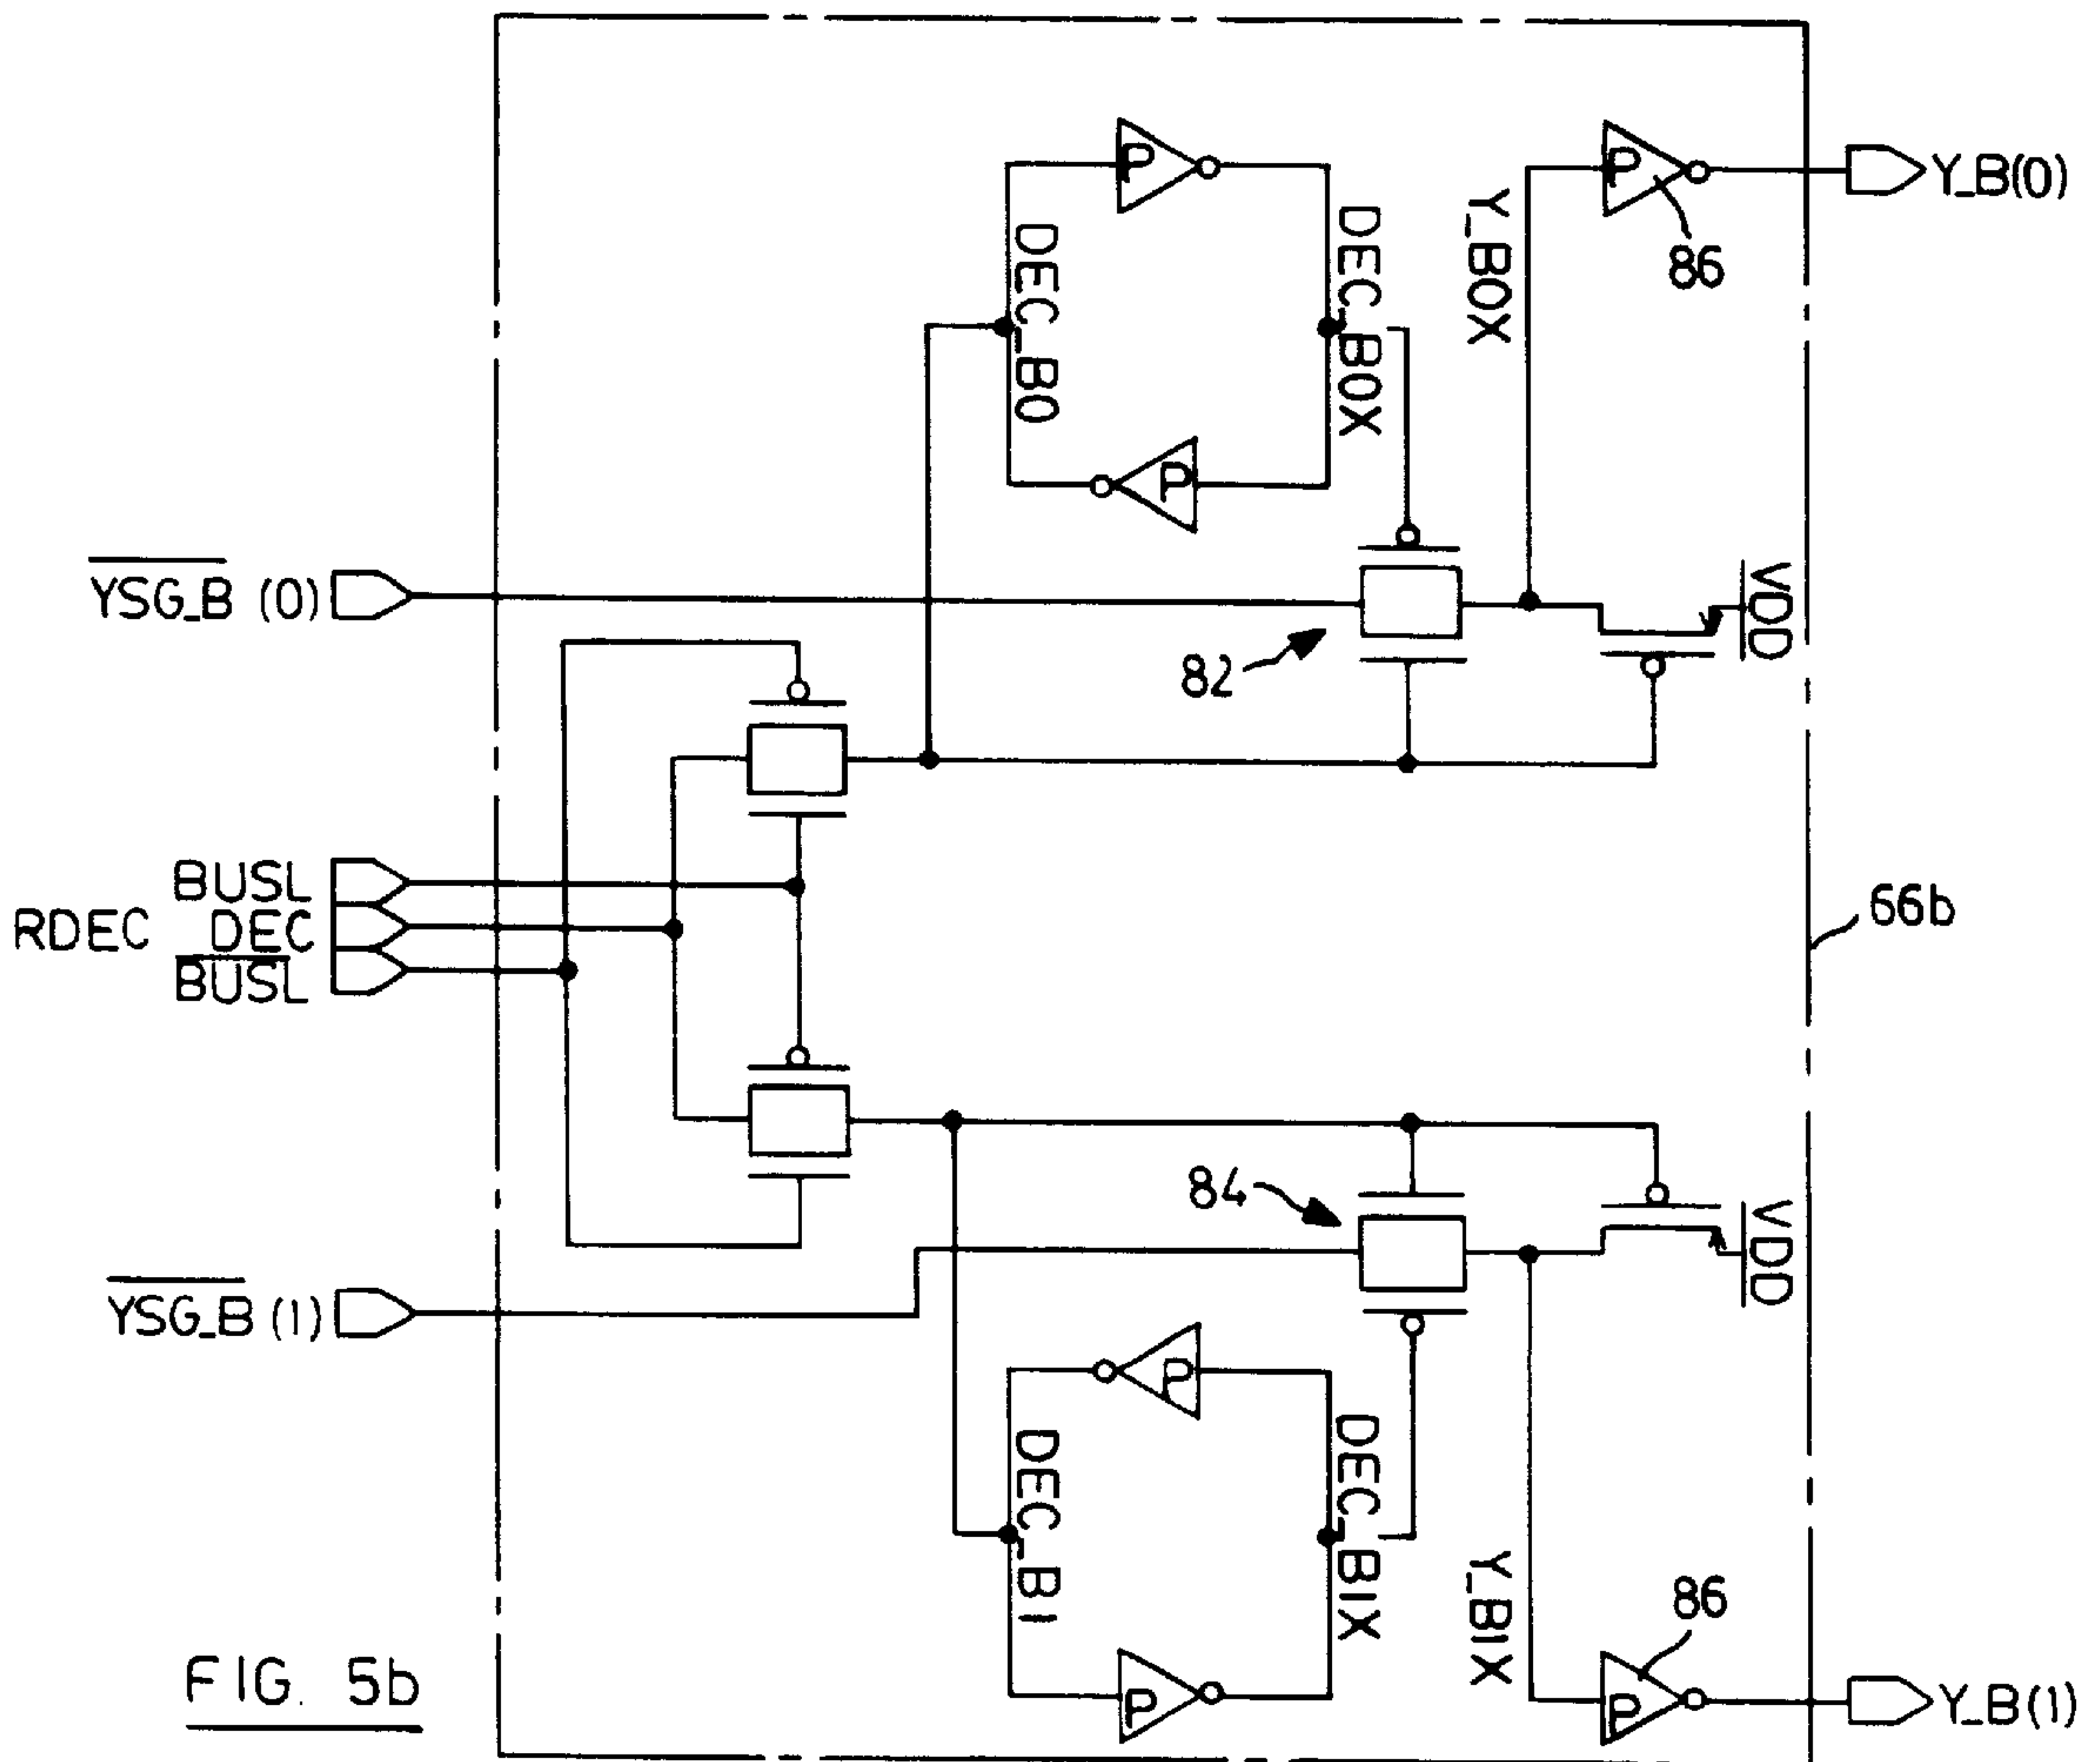 Y_B(0)
86
Y_B0X
DEC_B0X
DEC_B0
YSG_B (0)
VDD
82
BUSL
RDEC _DEC
BUSL
66b
84
VDD
YSG_B (1)
DEC_B1
DEC_B1X
Y_B1X
86
Y_B(1)
P
P
P
P
P
P
FIG. 5b